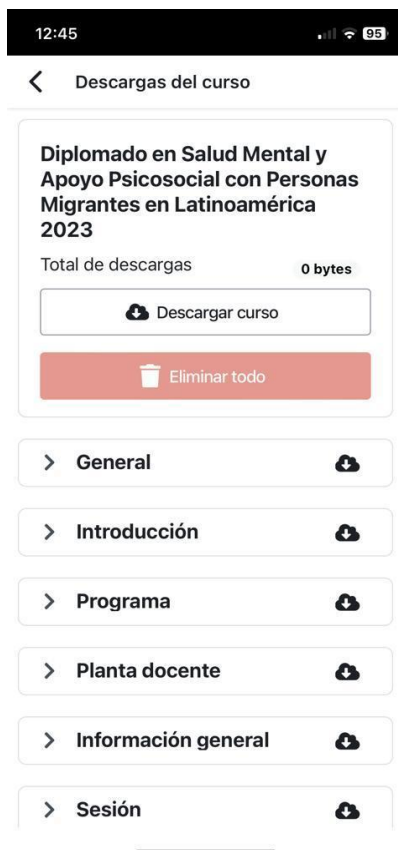 12:45
95
Descargas del curso
Diplomado en Salud Mental y
Apoyo Psicosocial con Personas
Migrantes en Latinoamérica
2023
Total de descargas 0 bytes
Descargar curso
Eliminar todo
General
Introducción
Programa
Planta docente
Información general
Sesión